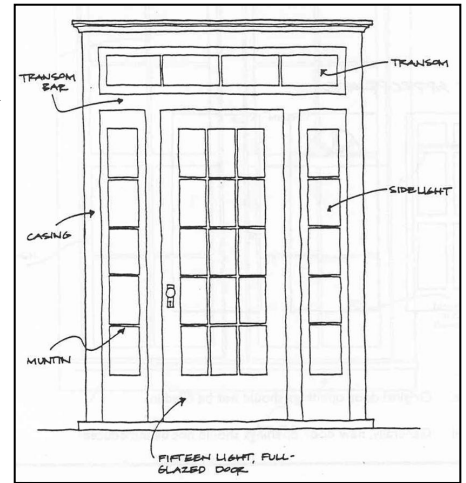 TRANSOM
BAR
TRANSOM
SIDELIGHT
CASING
MUNTIN
FIFTEEN LIGHT, FULL-
GLAZED DOOR